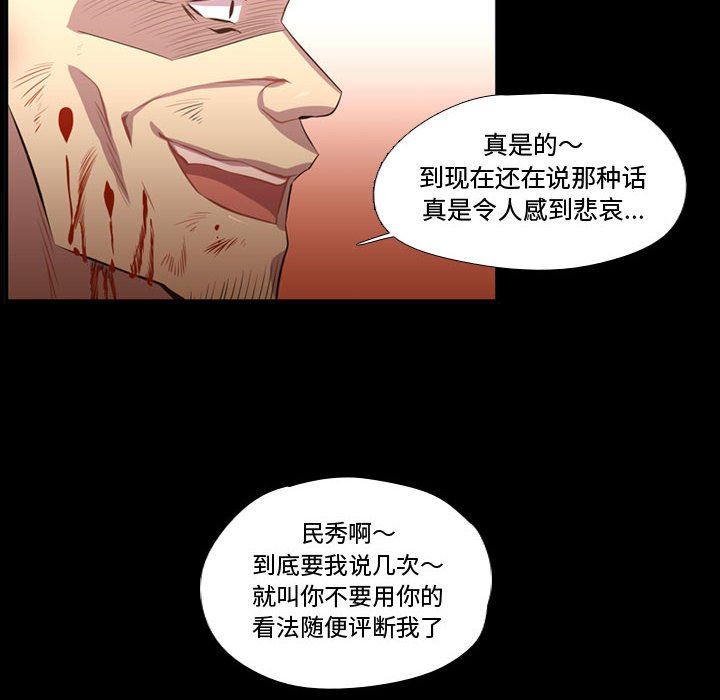 真是的～
到现在还在说那种话
真是令人感到悲哀...
民秀啊～
到底要我说几次～
就叫你不要用你的
看法随便评断我了